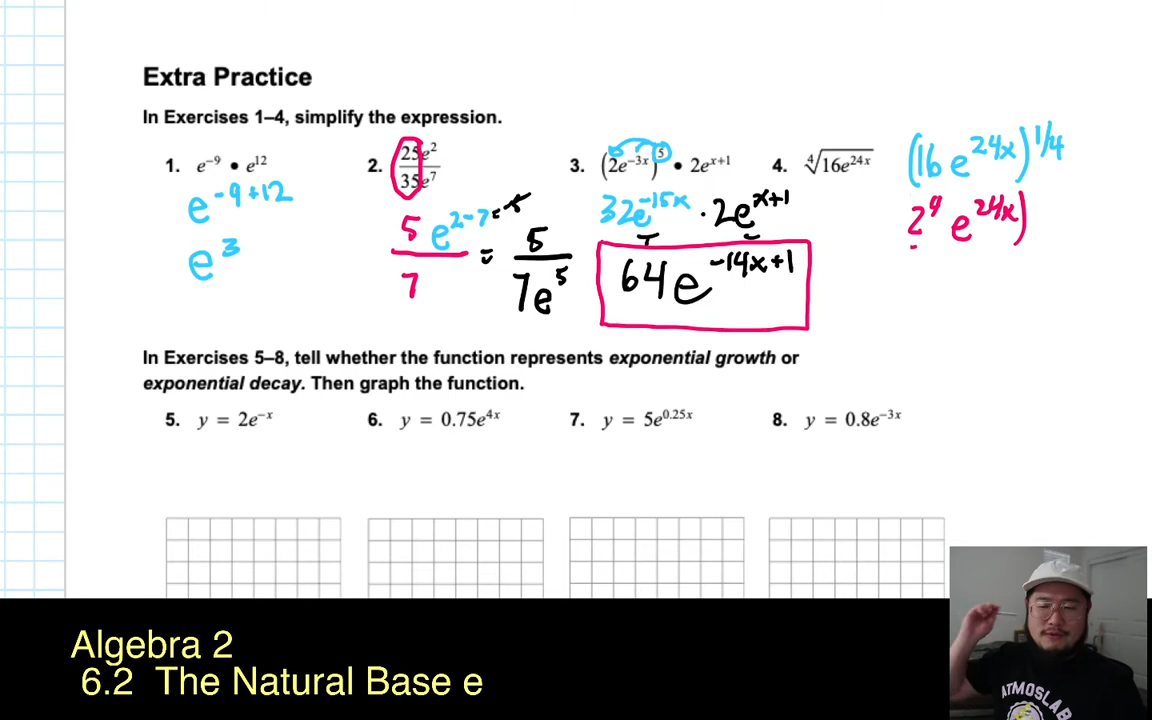 Extra Practice
In Exercises 1–4, simplify the expression.
1. e⁻⁹ • e¹²
2. 25e²/35e⁷
3. (2e⁻³ˣ)⁵ • 2eˣ⁺¹
4. ⁴√16e²⁴ˣ
(16e²⁴ˣ)¹/⁴
e⁻⁹⁺¹²
5/7 e²⁻⁷⁼⁻⁵ = 5/7e⁵
32e⁻¹⁵ˣ · 2eˣ⁺¹
2⁴ e²⁴ˣ)
e³
64e⁻¹⁴ˣ⁺¹
In Exercises 5–8, tell whether the function represents exponential growth or
exponential decay. Then graph the function.
5. y = 2e⁻ˣ
6. y = 0.75e⁴ˣ
7. y = 5e⁰·²⁵ˣ
8. y = 0.8e⁻³ˣ
Algebra 2
6.2 The Natural Base e
ATMOSLAB